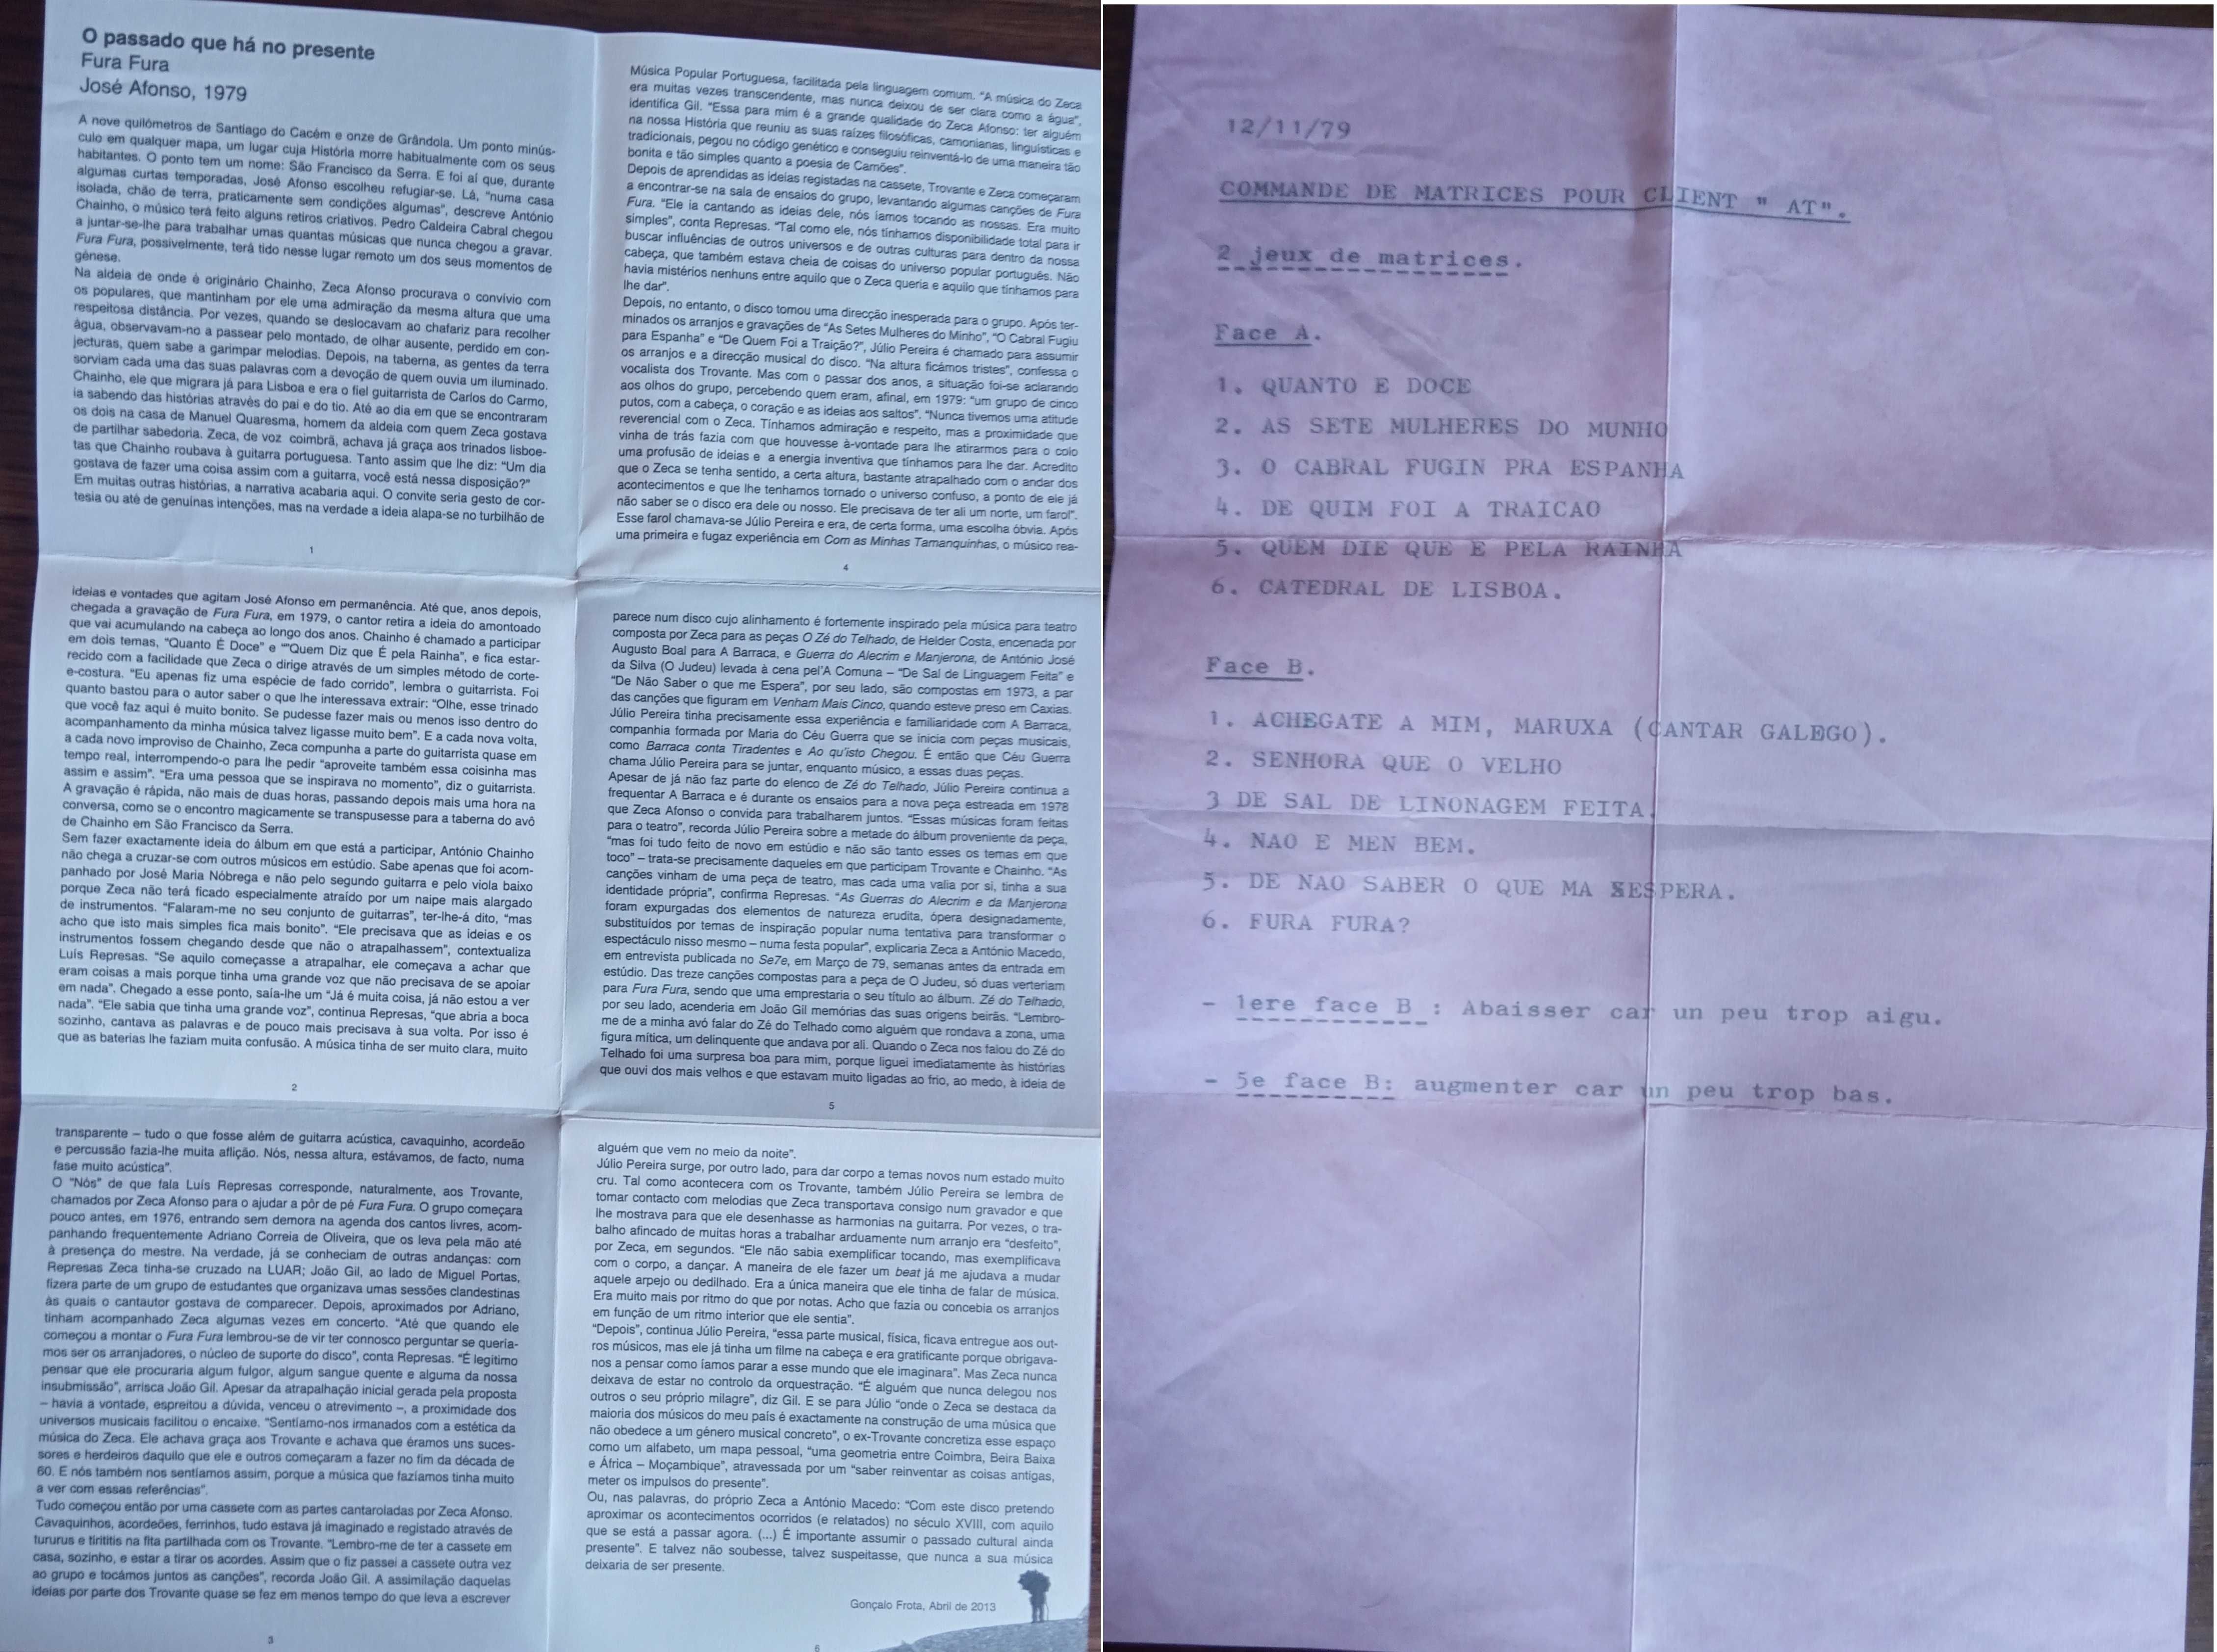 O passado que há no presente
Fura Fura
José Afonso, 1979
A nove quilómetros de Santiago do Cacém e onze de Grândola. Um ponto minús-
culo em qualquer mapa, um lugar cuja História morre habitualmente com os seus
habitantes. O ponto tem um nome: São Francisco da Serra. E foi aí que, durante
algumas curtas temporadas, José Afonso escolheu refugiar-se. Lá, “numa casa
isolada, chão de terra, praticamente sem condições algumas”, descreve António
Chainho, o músico terá feito alguns retiros criativos. Pedro Caldeira Cabral chegou
a juntar-se-lhe para trabalhar umas quantas músicas que nunca chegou a gravar.
Fura Fura, possivelmente, terá tido nesse lugar remoto um dos seus momentos de
génese.
Na aldeia de onde é originário Chainho, Zeca Afonso procurava o convívio com
os populares, que mantinham por ele uma admiração da mesma altura que uma
respeitosa distância. Por vezes, quando se deslocavam ao chafariz para recolher
água, observavam-no a passear pelo montado, de olhar ausente, perdido em con-
jecturas, quem sabe a garimpar melodias. Depois, na taberna, as gentes da terra
sorviam cada uma das suas palavras com a devoção de quem ouvia um iluminado.
Chainho, ele que migrara já para Lisboa e era o fiel guitarrista de Carlos do Carmo,
ia sabendo das histórias através do pai e do tio. Até ao dia em que se encontraram
os dois na casa de Manuel Quaresma, homem da aldeia com quem Zeca gostava
de partilhar sabedoria. Zeca, de voz coimbrã, achava já graça aos trinados lisboe-
tas que Chainho roubava à guitarra portuguesa. Tanto assim que lhe diz: “Um dia
gostava de fazer uma coisa assim com a guitarra, você está nessa disposição?”
Em muitas outras histórias, a narrativa acabaria aqui. O convite seria gesto de cor-
tesia ou até de genuínas intenções, mas na verdade a ideia alapa-se no turbilhão de
1
ideias e vontades que agitam José Afonso em permanência. Até que, anos depois,
chegada a gravação de Fura Fura, em 1979, o cantor retira a ideia do amontoado
que vai acumulando na cabeça ao longo dos anos. Chainho é chamado a participar
em dois temas, “Quanto É Doce” e “"Quem Diz que É pela Rainha”, e fica estar-
recido com a facilidade que Zeca o dirige através de um simples método de corte-
e-costura. “Eu apenas fiz uma espécie de fado corrido”, lembra o guitarrista. Foi
quanto bastou para o autor saber o que lhe interessava extrair: “Olhe, esse trinado
que você faz aqui é muito bonito. Se pudesse fazer mais ou menos isso dentro do
acompanhamento da minha música talvez ligasse muito bem”. E a cada nova volta,
a cada novo improviso de Chainho, Zeca compunha a parte do guitarrista quase em
tempo real, interrompendo-o para lhe pedir “aproveite também essa coisinha mas
assim e assim”. “Era uma pessoa que se inspirava no momento”, diz o guitarrista.
A gravação é rápida, não mais de duas horas, passando depois mais uma hora na
conversa, como se o encontro magicamente se transpusesse para a taberna do avô
de Chainho em São Francisco da Serra.
Sem fazer exactamente ideia do álbum em que está a participar, António Chainho
não chega a cruzar-se com outros músicos em estúdio. Sabe apenas que foi acom-
panhado por José Maria Nóbrega e não pelo segundo guitarra e pelo viola baixo
porque Zeca não terá ficado especialmente atraído por um naipe mais alargado
de instrumentos. “Falaram-me no seu conjunto de guitarras”, ter-lhe-á dito, “mas
acho que isto mais simples fica mais bonito”. “Ele precisava que as ideias e os
instrumentos fossem chegando desde que não o atrapalhassem”, contextualiza
Luís Represas. “Se aquilo começasse a atrapalhar, ele começava a achar que
eram coisas a mais porque tinha uma grande voz que não precisava de se apoiar
em nada”. Chegado a esse ponto, saía-lhe um “Já é muita coisa, já não estou a ver
nada”. “Ele sabia que tinha uma grande voz”, continua Represas, “que abria a boca
sozinho, cantava as palavras e de pouco mais precisava à sua volta. Por isso é
que as baterias lhe faziam muita confusão. A música tinha de ser muito clara, muito
2
transparente – tudo o que fosse além de guitarra acústica, cavaquinho, acordeão
e percussão fazia-lhe muita aflição. Nós, nessa altura, estávamos, de facto, numa
fase muito acústica”.
O “Nós” de que fala Luís Represas corresponde, naturalmente, aos Trovante,
chamados por Zeca Afonso para o ajudar a pôr de pé Fura Fura. O grupo começara
pouco antes, em 1976, entrando sem demora na agenda dos cantos livres, acom-
panhando frequentemente Adriano Correia de Oliveira, que os leva pela mão até
à presença do mestre. Na verdade, já se conheciam de outras andanças: com
Represas Zeca tinha-se cruzado na LUAR; João Gil, ao lado de Miguel Portas,
fizera parte de um grupo de estudantes que organizava umas sessões clandestinas
às quais o cantautor gostava de comparecer. Depois, aproximados por Adriano,
tinham acompanhado Zeca algumas vezes em concerto. “Até que quando ele
começou a montar o Fura Fura lembrou-se de vir ter connosco perguntar se quería-
mos ser os arranjadores, o núcleo de suporte do disco”, conta Represas. “É legítimo
pensar que ele procuraria algum fulgor, algum sangue quente e alguma da nossa
insubmissão”, arrisca João Gil. Apesar da atrapalhação inicial gerada pela proposta
– havia a vontade, espreitou a dúvida, venceu o atrevimento –, a proximidade dos
universos musicais facilitou o encaixe. “Sentíamo-nos irmanados com a estética da
música do Zeca. Ele achava graça aos Trovante e achava que éramos uns suces-
sores e herdeiros daquilo que ele e outros começaram a fazer no fim da década de
60. E nós também nos sentíamos assim, porque a música que fazíamos tinha muito
a ver com essas referências”.
Tudo começou então por uma cassete com as partes cantaroladas por Zeca Afonso.
Cavaquinhos, acordeões, ferrinhos, tudo estava já imaginado e registado através de
tururus e tirititis na fita partilhada com os Trovante. “Lembro-me de ter a cassete em
casa, sozinho, e estar a tirar os acordes. Assim que o fiz passei a cassete outra vez
ao grupo e tocámos juntos as canções”, recorda João Gil. A assimilação daquelas
ideias por parte dos Trovante quase se fez em menos tempo do que leva a escrever
3
Música Popular Portuguesa, facilitada pela linguagem comum. “A música do Zeca
era muitas vezes transcendente, mas nunca deixou de ser clara como a água”,
identifica Gil. “Essa para mim é a grande qualidade do Zeca Afonso: ter alguém
na nossa História que reuniu as suas raízes filosóficas, camonianas, linguísticas e
tradicionais, pegou no código genético e conseguiu reinventá-lo de uma maneira tão
bonita e tão simples quanto a poesia de Camões”.
Depois de aprendidas as ideias registadas na cassete, Trovante e Zeca começaram
a encontrar-se na sala de ensaios do grupo, levantando algumas canções de Fura
Fura. “Ele ia cantando as ideias dele, nós íamos tocando as nossas. Era muito
simples”, conta Represas. “Tal como ele, nós tínhamos disponibilidade total para ir
buscar influências de outros universos e de outras culturas para dentro da nossa
cabeça, que também estava cheia de coisas do universo popular português. Não
havia mistérios nenhuns entre aquilo que o Zeca queria e aquilo que tínhamos para
lhe dar”.
Depois, no entanto, o disco tomou uma direcção inesperada para o grupo. Após ter-
minados os arranjos e gravações de “As Setes Mulheres do Minho”, “O Cabral Fugiu
para Espanha” e “De Quem Foi a Traição?”, Júlio Pereira é chamado para assumir
os arranjos e a direcção musical do disco. “Na altura ficámos tristes”, confessa o
vocalista dos Trovante. Mas com o passar dos anos, a situação foi-se aclarando
aos olhos do grupo, percebendo quem eram, afinal, em 1979: “um grupo de cinco
putos, com a cabeça, o coração e as ideias aos saltos”. “Nunca tivemos uma atitude
reverencial com o Zeca. Tínhamos admiração e respeito, mas a proximidade que
vinha de trás fazia com que houvesse à-vontade para lhe atirarmos para o colo
uma profusão de ideias e a energia inventiva que tínhamos para lhe dar. Acredito
que o Zeca se tenha sentido, a certa altura, bastante atrapalhado com o andar dos
acontecimentos e que lhe tenhamos tornado o universo confuso, a ponto de ele já
não saber se o disco era dele ou nosso. Ele precisava de ter ali um norte, um farol”.
Esse farol chamava-se Júlio Pereira e era, de certa forma, uma escolha óbvia. Após
uma primeira e fugaz experiência em Com as Minhas Tamanquinhas, o músico rea-
4
parece num disco cujo alinhamento é fortemente inspirado pela música para teatro
composta por Zeca para as peças O Zé do Telhado, de Helder Costa, encenada por
Augusto Boal para A Barraca, e Guerra do Alecrim e Manjerona, de António José
da Silva (O Judeu) levada à cena pel’A Comuna – “De Sal de Linguagem Feita” e
“De Não Saber o que me Espera”, por seu lado, são compostas em 1973, a par
das canções que figuram em Venham Mais Cinco, quando esteve preso em Caxias.
Júlio Pereira tinha precisamente essa experiência e familiaridade com A Barraca,
companhia formada por Maria do Céu Guerra que se inicia com peças musicais,
como Barraca conta Tiradentes e Ao qu’isto Chegou. É então que Céu Guerra
chama Júlio Pereira para se juntar, enquanto músico, a essas duas peças.
Apesar de já não faz parte do elenco de Zé do Telhado, Júlio Pereira continua a
frequentar A Barraca e é durante os ensaios para a nova peça estreada em 1978
que Zeca Afonso o convida para trabalharem juntos. “Essas músicas foram feitas
para o teatro”, recorda Júlio Pereira sobre a metade do álbum proveniente da peça,
“mas foi tudo feito de novo em estúdio e não são tanto esses os temas em que
toco” – trata-se precisamente daqueles em que participam Trovante e Chainho. “As
canções vinham de uma peça de teatro, mas cada uma valia por si, tinha a sua
identidade própria”, confirma Represas. “As Guerras do Alecrim e da Manjerona
foram expurgadas dos elementos de natureza erudita, ópera designadamente,
substituídos por temas de inspiração popular numa tentativa para transformar o
espectáculo nisso mesmo – numa festa popular”, explicaria Zeca a António Macedo,
em entrevista publicada no Se7e, em Março de 79, semanas antes da entrada em
estúdio. Das treze canções compostas para a peça de O Judeu, só duas verteriam
para Fura Fura, sendo que uma emprestaria o seu título ao álbum. Zé do Telhado,
por seu lado, acenderia em João Gil memórias das suas origens beirãs. “Lembro-
me de a minha avó falar do Zé do Telhado como alguém que rondava a zona, uma
figura mítica, um delinquente que andava por ali. Quando o Zeca nos falou do Zé do
Telhado foi uma surpresa boa para mim, porque liguei imediatamente às histórias
que ouvi dos mais velhos e que estavam muito ligadas ao frio, ao medo, à ideia de
5
alguém que vem no meio da noite”.
Júlio Pereira surge, por outro lado, para dar corpo a temas novos num estado muito
cru. Tal como acontecera com os Trovante, também Júlio Pereira se lembra de
tomar contacto com melodias que Zeca transportava consigo num gravador e que
lhe mostrava para que ele desenhasse as harmonias na guitarra. Por vezes, o tra-
balho afincado de muitas horas a trabalhar arduamente num arranjo era “desfeito”,
por Zeca, em segundos. “Ele não sabia exemplificar tocando, mas exemplificava
com o corpo, a dançar. A maneira de ele fazer um beat já me ajudava a mudar
aquele arpejo ou dedilhado. Era a única maneira que ele tinha de falar de música.
Era muito mais por ritmo do que por notas. Acho que fazia ou concebia os arranjos
em função de um ritmo interior que ele sentia”.
“Depois”, continua Júlio Pereira, “essa parte musical, física, ficava entregue aos out-
ros músicos, mas ele já tinha um filme na cabeça e era gratificante porque obrigava-
nos a pensar como íamos parar a esse mundo que ele imaginara”. Mas Zeca nunca
deixava de estar no controlo da orquestração. “É alguém que nunca delegou nos
outros o seu próprio milagre”, diz Gil. E se para Júlio “onde o Zeca se destaca da
maioria dos músicos do meu país é exactamente na construção de uma música que
não obedece a um género musical concreto”, o ex-Trovante concretiza esse espaço
como um alfabeto, um mapa pessoal, “uma geometria entre Coimbra, Beira Baixa
e África – Moçambique”, atravessada por um “saber reinventar as coisas antigas,
meter os impulsos do presente”.
Ou, nas palavras, do próprio Zeca a António Macedo: “Com este disco pretendo
aproximar os acontecimentos ocorridos (e relatados) no século XVIII, com aquilo
que se está a passar agora. (...) É importante assumir o passado cultural ainda
presente”. E talvez não soubesse, talvez suspeitasse, que nunca a sua música
deixaria de ser presente.
Gonçalo Frota, Abril de 2013
6
12/11/79
COMMANDE DE MATRICES POUR CLIENT " AT".
2 jeux de matrices.
Face A.
1. QUANTO E DOCE
2. AS SETE MULHERES DO MUNHO
3. O CABRAL FUGIN PRA ESPANHA
4. DE QUIM FOI A TRAICAO
5. QUEM DIE QUE E PELA RAINHA
6. CATEDRAL DE LISBOA.
Face B.
1. ACHEGATE A MIM, MARUXA (CANTAR GALEGO).
2. SENHORA QUE O VELHO
3 DE SAL DE LINONAGEM FEITA.
4. NAO E MEN BEM.
5. DE NAO SABER O QUE MA ESPERA.
6. FURA FURA?
- 1ere face B : Abaisser car un peu trop aigu.
- 5e face B: augmenter car un peu trop bas.